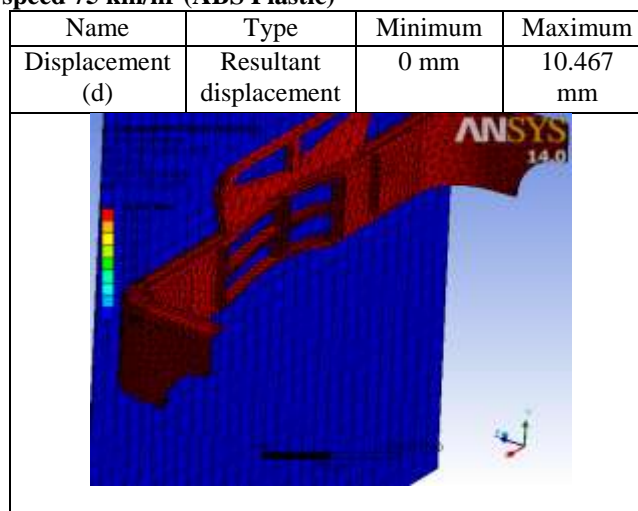 speed 75 km/hr (ABS Plastic)
Name Type Minimum Maximum
Displacement (d) Resultant displacement 0 mm 10.467 mm
ANSYS
14.0